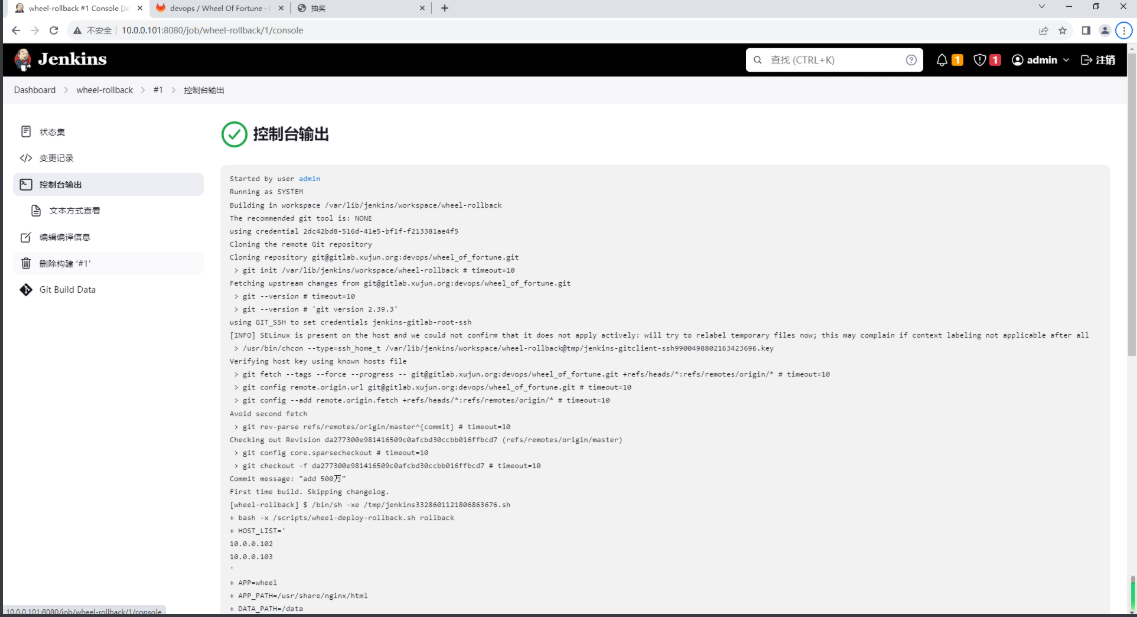 wheel-rollback #1 Console [De
devops / Wheel Of Fortune ·
抽奖
不安全 10.0.0.101:8080/job/wheel-rollback/1/console
Jenkins
查找 (CTRL+K)
1
1
admin
注销
Dashboard
wheel-rollback
#1
控制台输出
状态集
变更记录
控制台输出
文本方式查看
编辑编译信息
删除构建 '#1'
Git Build Data
控制台输出
Started by user admin
Running as SYSTEM
Building in workspace /var/lib/jenkins/workspace/wheel-rollback
The recommended git tool is: NONE
using credential 2dc42bd8-516d-41e5-bf1f-f213381ae4f5
Cloning the remote Git repository
Cloning repository git@gitlab.xujun.org:devops/wheel_of_fortune.git
> git init /var/lib/jenkins/workspace/wheel-rollback # timeout=10
Fetching upstream changes from git@gitlab.xujun.org:devops/wheel_of_fortune.git
> git --version # timeout=10
> git --version # 'git version 2.39.3'
using GIT_SSH to set credentials jenkins-gitlab-root-ssh
[INFO] SELinux is present on the host and we could not confirm that it does not apply actively: will try to relabel temporary files now; this may complain if context labeling not applicable after all
> /usr/bin/chcon --type=ssh_home_t /var/lib/jenkins/workspace/wheel-rollback@tmp/jenkins-gitclient-ssh9900498802163423696.key
Verifying host key using known hosts file
> git fetch --tags --force --progress -- git@gitlab.xujun.org:devops/wheel_of_fortune.git +refs/heads/*:refs/remotes/origin/* # timeout=10
> git config remote.origin.url git@gitlab.xujun.org:devops/wheel_of_fortune.git # timeout=10
> git config --add remote.origin.fetch +refs/heads/*:refs/remotes/origin/* # timeout=10
Avoid second fetch
> git rev-parse refs/remotes/origin/master^{commit} # timeout=10
Checking out Revision da277300e981416509c0afcbd30ccbb016ffbcd7 (refs/remotes/origin/master)
> git config core.sparsecheckout # timeout=10
> git checkout -f da277300e981416509c0afcbd30ccbb016ffbcd7 # timeout=10
Commit message: "add 500万"
First time build. Skipping changelog.
[wheel-rollback] $ /bin/sh -xe /tmp/jenkins3328601121806863676.sh
+ bash -x /scripts/wheel-deploy-rollback.sh rollback
+ HOST_LIST='
10.0.0.102
10.0.0.103
'
+ APP=wheel
+ APP_PATH=/usr/share/nginx/html
+ DATA_PATH=/data
10.0.0.101:8080/job/wheel-rollback/1/console